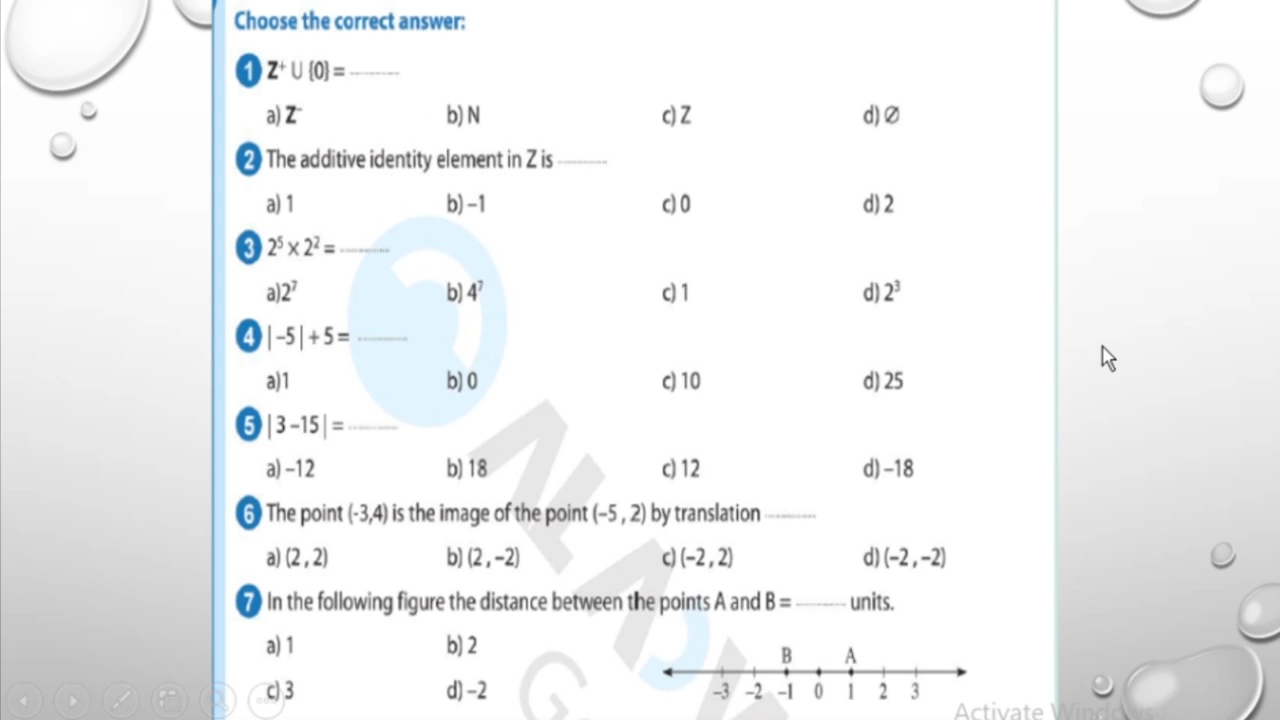 Choose the correct answer:
1 Z⁺ ∪ {0} = ----------
a) Z⁻ b) N c) Z d) ∅
2 The additive identity element in Z is ----------
a) 1 b) –1 c) 0 d) 2
3 2⁵ × 2² = ----------
a)2⁷ b) 4⁷ c) 1 d) 2³
4 | –5 | + 5 = ----------
a)1 b) 0 c) 10 d) 25
5 | 3 –15 | = ----------
a) –12 b) 18 c) 12 d) –18
6 The point (-3,4) is the image of the point (–5 , 2) by translation ----------
a) (2 , 2) b) (2 , –2) c) (–2 , 2) d) (–2 , –2)
7 In the following figure the distance between the points A and B = ---------- units.
a) 1 b) 2
B A
c) 3 d) –2
–3 –2 –1 0 1 2 3
Activate Windows